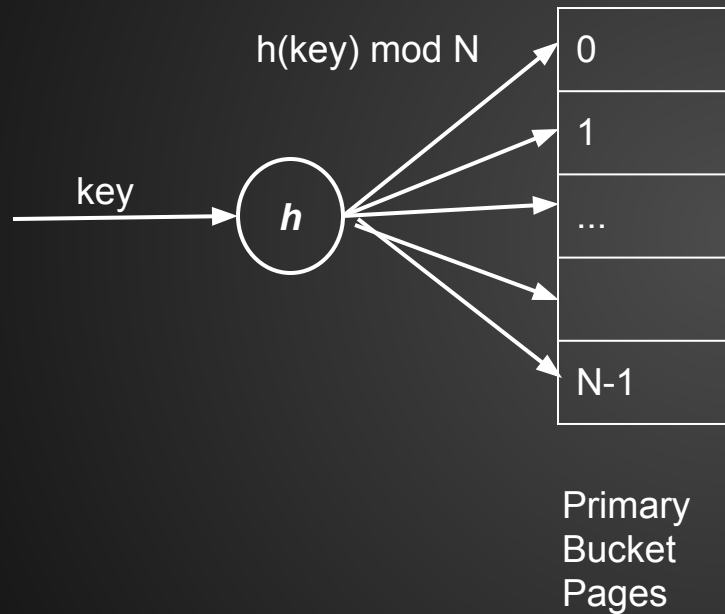 h(key) mod N
0
1
key
h
...
N-1
Primary
Bucket
Pages